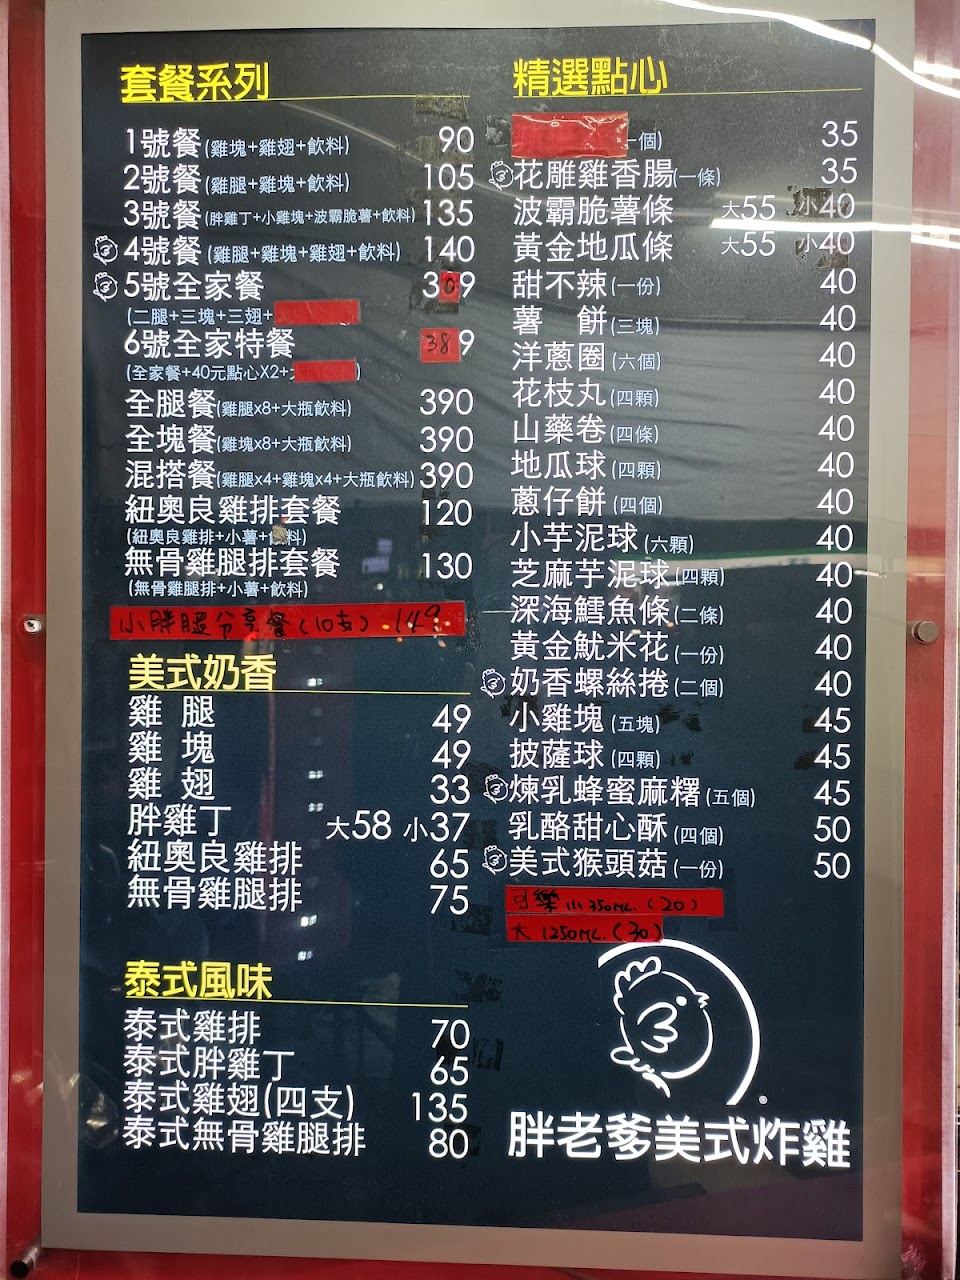 套餐系列
1號餐(雞塊+雞翅+飲料) 90
2號餐(雞腿+雞塊+飲料) 105
3號餐(胖雞丁+小雞塊+波霸脆薯+飲料) 135
4號餐(雞腿+雞塊+雞翅+飲料) 140
5號全家餐 309
(二腿+三塊+三翅+
6號全家特餐 389
(全家餐+40元點心X2+ )
全腿餐(雞腿x8+大瓶飲料) 390
全塊餐(雞塊x8+大瓶飲料) 390
混搭餐(雞腿x4+雞塊x4+大瓶飲料) 390
紐奧良雞排套餐 120
(紐奧良雞排+小薯+飲料)
無骨雞腿排套餐 130
(無骨雞腿排+小薯+飲料)
小胖腿分享餐(10支) 149
美式奶香
雞 腿 49
雞 塊 49
雞 翅 33
胖雞丁 大58 小37
紐奧良雞排 65
無骨雞腿排 75
泰式風味
泰式雞排 70
泰式胖雞丁 65
泰式雞翅(四支) 135
泰式無骨雞腿排 80
精選點心
一個) 35
花雕雞香腸(一條) 35
波霸脆薯條 大55 小40
黃金地瓜條 大55 小40
甜不辣(一份) 40
薯 餅(三塊) 40
洋蔥圈(六個) 40
花枝丸(四顆) 40
山藥卷(四條) 40
地瓜球(四顆) 40
蔥仔餅(四個) 40
小芋泥球(六顆) 40
芝麻芋泥球(四顆) 40
深海鱈魚條(二條) 40
黃金魷米花(一份) 40
奶香螺絲捲(二個) 40
小雞塊(五塊) 45
披薩球(四顆) 45
煉乳蜂蜜麻糬(五個) 45
乳酪甜心酥(四個) 50
美式猴頭菇(一份) 50
可樂小350ML.(20)
大1250ML.(30)
胖老爹美式炸雞